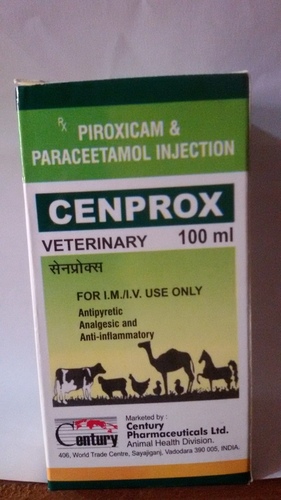 Rx
PIROXICAM &
PARACEETAMOL INJECTION
CENPROX
VETERINARY 100 ml
सेनप्रोक्स
FOR I.M./I.V. USE ONLY
Antipyretic
Analgesic and
Anti-inflammatory
Century
Marketed by :
Century
Pharmaceuticals Ltd.
Animal Health Division.
406, World Trade Centre, Sayajiganj, Vadodara 390 005, INDIA.